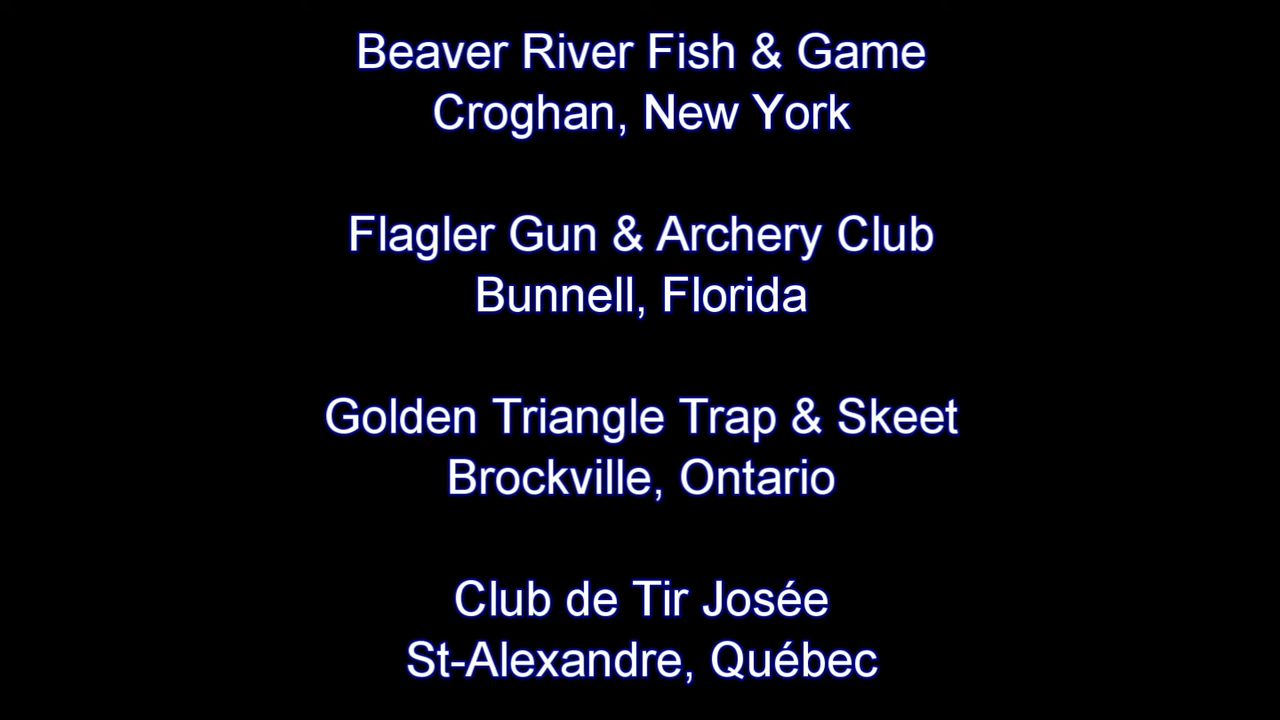 Beaver River Fish & Game
Croghan, New York
Flagler Gun & Archery Club
Bunnell, Florida
Golden Triangle Trap & Skeet
Brockville, Ontario
Club de Tir Josée
St-Alexandre, Québec